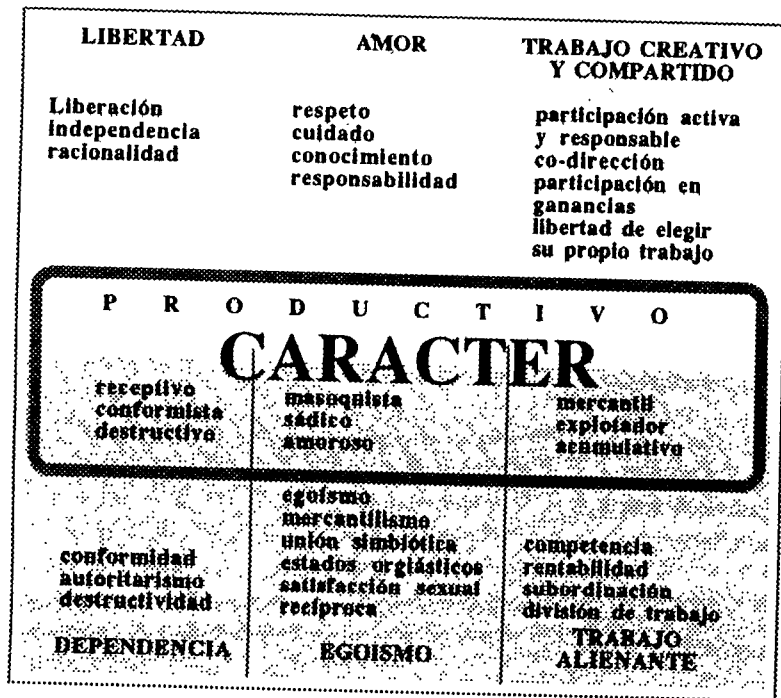 LIBERTAD
Liberación
independencia
racionalidad
AMOR
respeto
cuidado
conocimiento
responsabilidad
TRABAJO CREATIVO
Y COMPARTIDO
participación activa
y responsable
co-dirección
participación en
ganancias
libertad de elegir
su propio trabajo
P R O D U C T I V O
CARACTER
receptivo
conformista
destructivo
masoquista
sádico
amoroso
mercantil
explotador
acumulativo
conformidad
autoritarismo
destructividad
DEPENDENCIA
egoísmo
mercantilismo
unión simbiótica
estados orgiásticos
satisfacción sexual
recíproca
EGOISMO
competencia
rentabilidad
subordinación
división de trabajo
TRABAJO
ALIENANTE